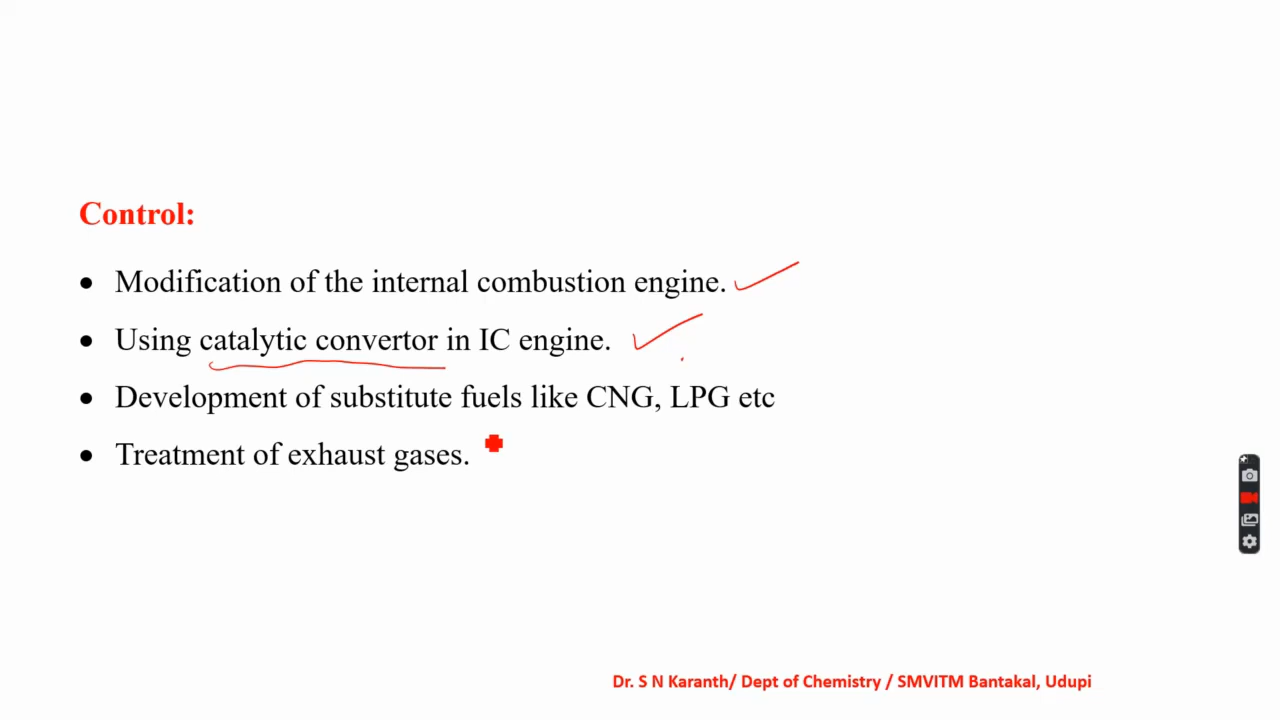 Control:
• Modification of the internal combustion engine.
• Using catalytic convertor in IC engine.
• Development of substitute fuels like CNG, LPG etc
• Treatment of exhaust gases.
Dr. S N Karanth/ Dept of Chemistry / SMVITM Bantakal, Udupi